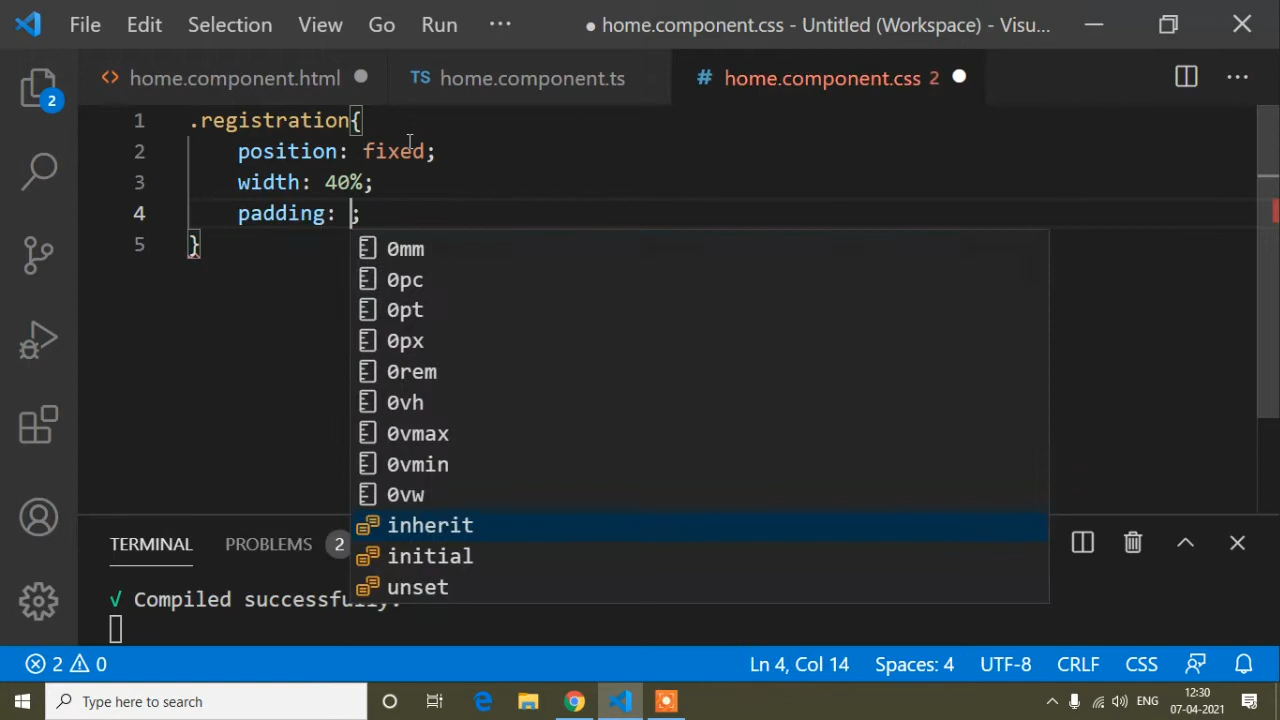 File Edit Selection View Go Run ··· ● home.component.css - Untitled (Workspace) - Visu...
<> home.component.html ● TS home.component.ts # home.component.css 2 ● ···
2
1 .registration{
2 position: fixed;
3 width: 40%;
4 padding: ;
5 }
0mm
0pc
0pt
0px
0rem
0vh
0vmax
0vmin
0vw
inherit
initial
unset
TERMINAL PROBLEMS 2
√ Compiled successfully.
2 0 Ln 4, Col 14 Spaces: 4 UTF-8 CRLF CSS
Type here to search ENG 12:30
07-04-2021